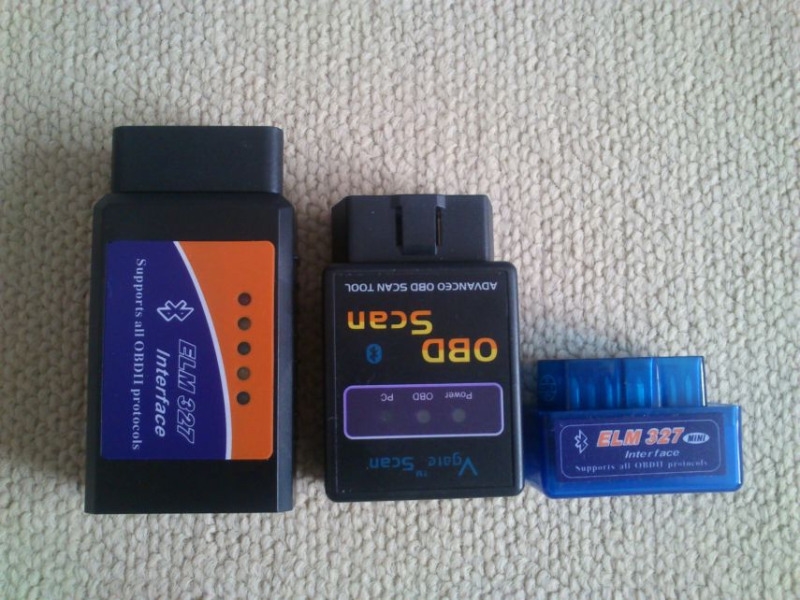 ELM 327
Interface
Supports all OBDII protocols
ADVANCED OBD SCAN TOOL
OBD
Scan
Power OBD PC
Vgate Scan
TM
ELM 327 MINI
Interface
Supports all OBDII protocols